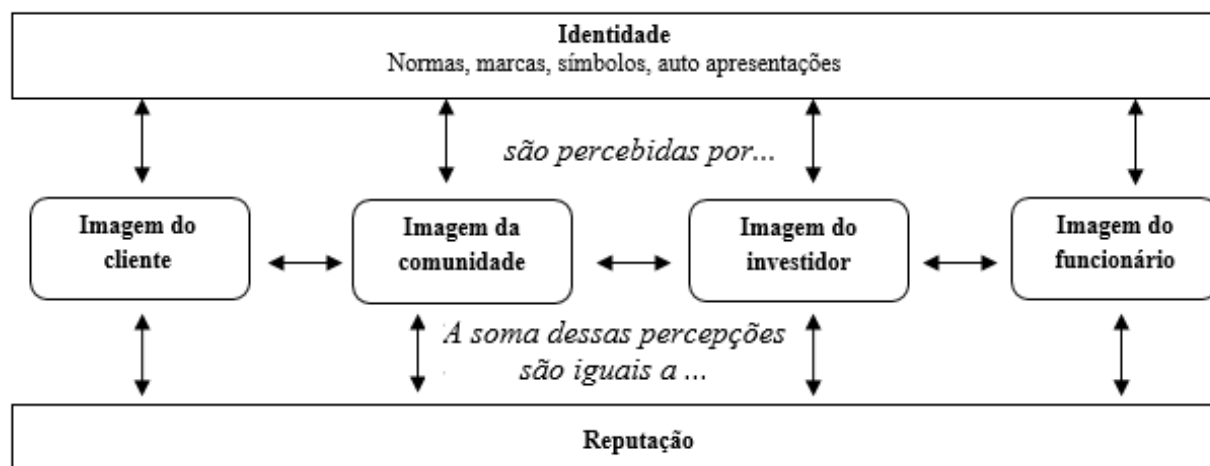 Identidade
Normas, marcas, símbolos, auto apresentações
são percebidas por...
Imagem do
cliente
Imagem da
comunidade
Imagem do
investidor
Imagem do
funcionário
A soma dessas percepções
são iguais a ...
Reputação